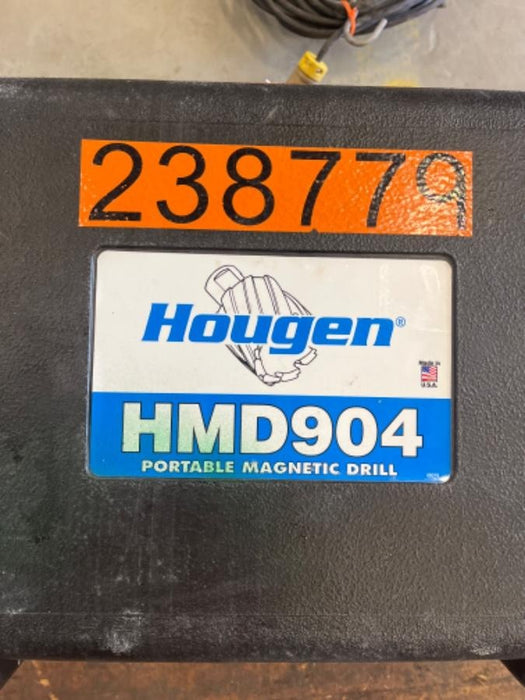 238779
Hougen®
Made in
U.S.A.
HMD904
PORTABLE MAGNETIC DRILL